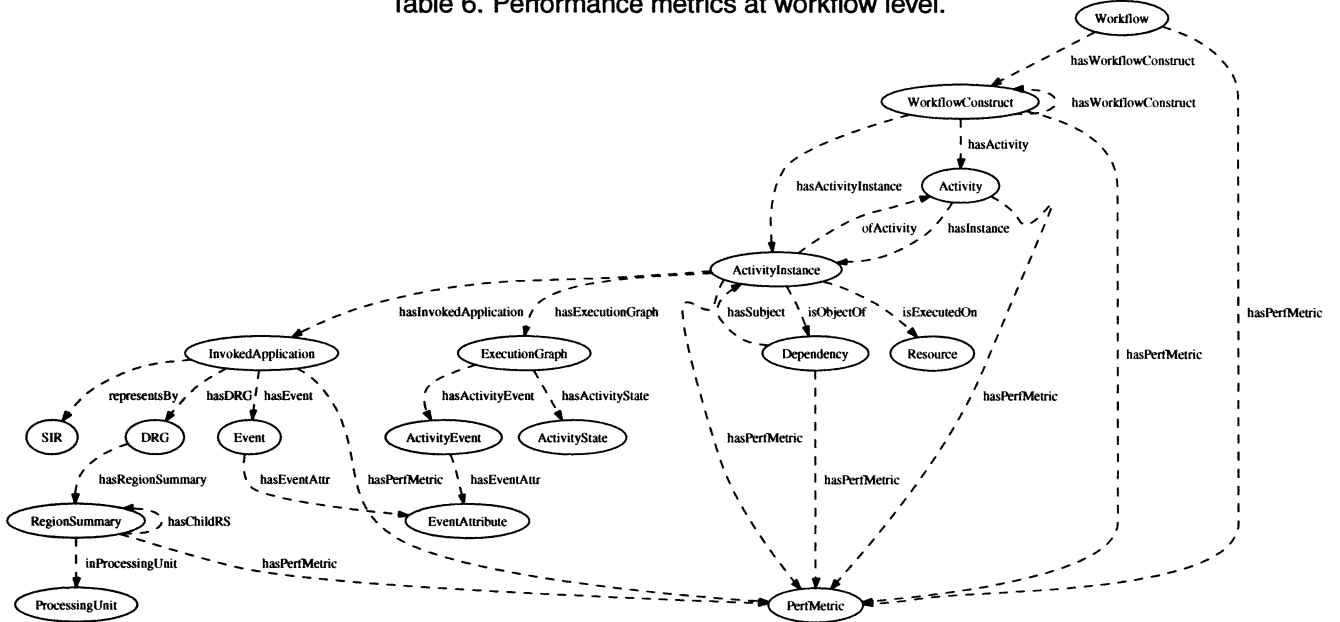 Table 6. Performance metrics at workflow level.
Workflow
hasWorkflowConstruct
WorkflowConstruct
hasWorkflowConstruct
hasActivity
hasActivityInstance
Activity
ofActivity
hasInstance
ActivityInstance
hasInvokedApplication
hasExecutionGraph
hasSubject
isObjectOf
isExecutedOn
hasPerfMetric
InvokedApplication
ExecutionGraph
Dependency
Resource
hasPerfMetric
representsBy
hasDRG
hasEvent
hasActivityEvent
hasActivityState
hasPerfMetric
SIR
DRG
Event
ActivityEvent
ActivityState
hasPerfMetric
hasRegionSummary
hasEventAttr
hasPerfMetric
hasEventAttr
hasPerfMetric
RegionSummary
hasChildRS
EventAttribute
inProcessingUnit
hasPerfMetric
ProcessingUnit
PerfMetric